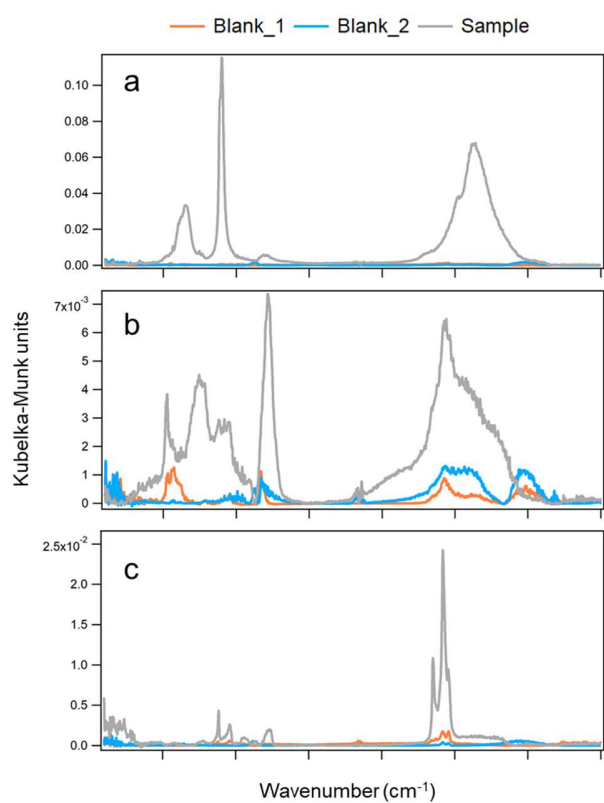 Blank_1 Blank_2 Sample
a
0.10
0.08
0.06
0.04
0.02
0.00
b
7x10⁻³
6
5
4
3
2
1
0
c
2.5x10⁻²
2.0
1.5
1.0
0.5
0.0
Kubelka-Munk units
Wavenumber (cm⁻¹)